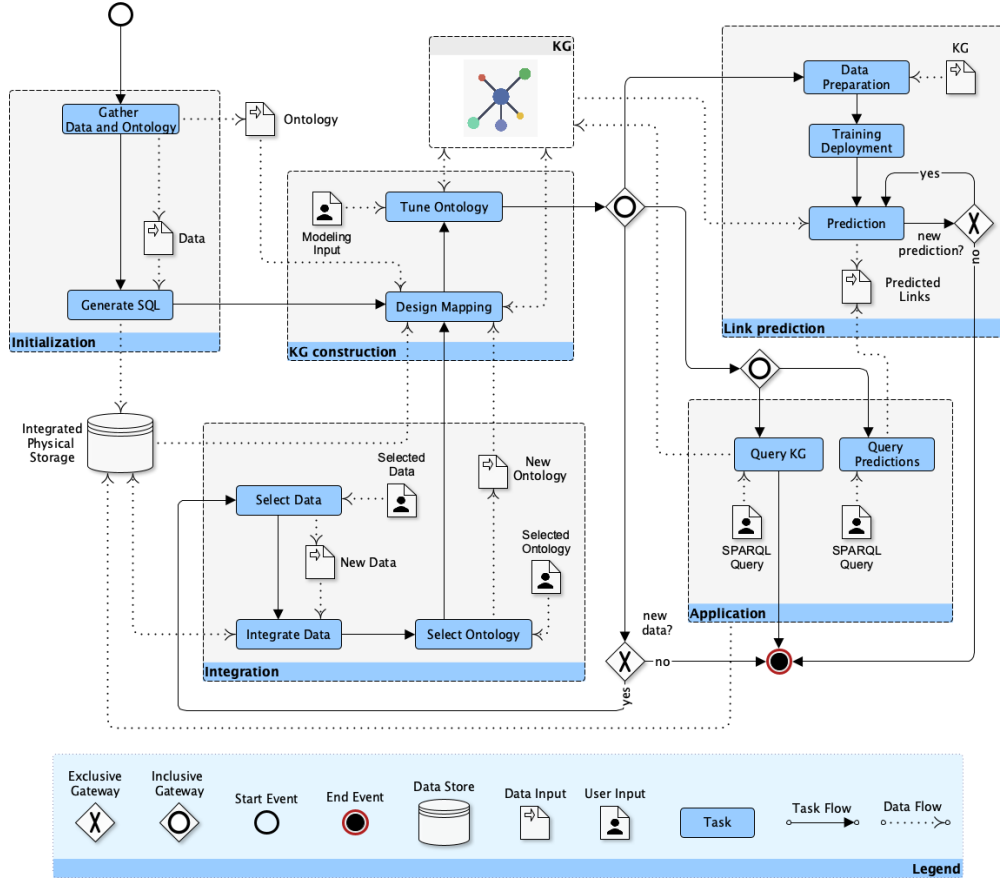 KG
KG
Data
Preparation
Gather
Data and Ontology
Ontology
Training
Deployment
yes
Tune Ontology
Modeling
Input
Prediction
new
prediction?
no
Data
Predicted
Links
Generate SQL
Design Mapping
Initialization
KG construction
Link prediction
Integrated
Physical
Storage
Selected
Data
New
Ontology
Query KG
Query
Predictions
Select Data
Selected
Ontology
SPARQL
Query
SPARQL
Query
New Data
Integrate Data
Select Ontology
Application
new
data?
no
yes
Integration
Exclusive
Gateway
Inclusive
Gateway
Start Event
End Event
Data Store
Data Input
User Input
Task
Task Flow
Data Flow
Legend